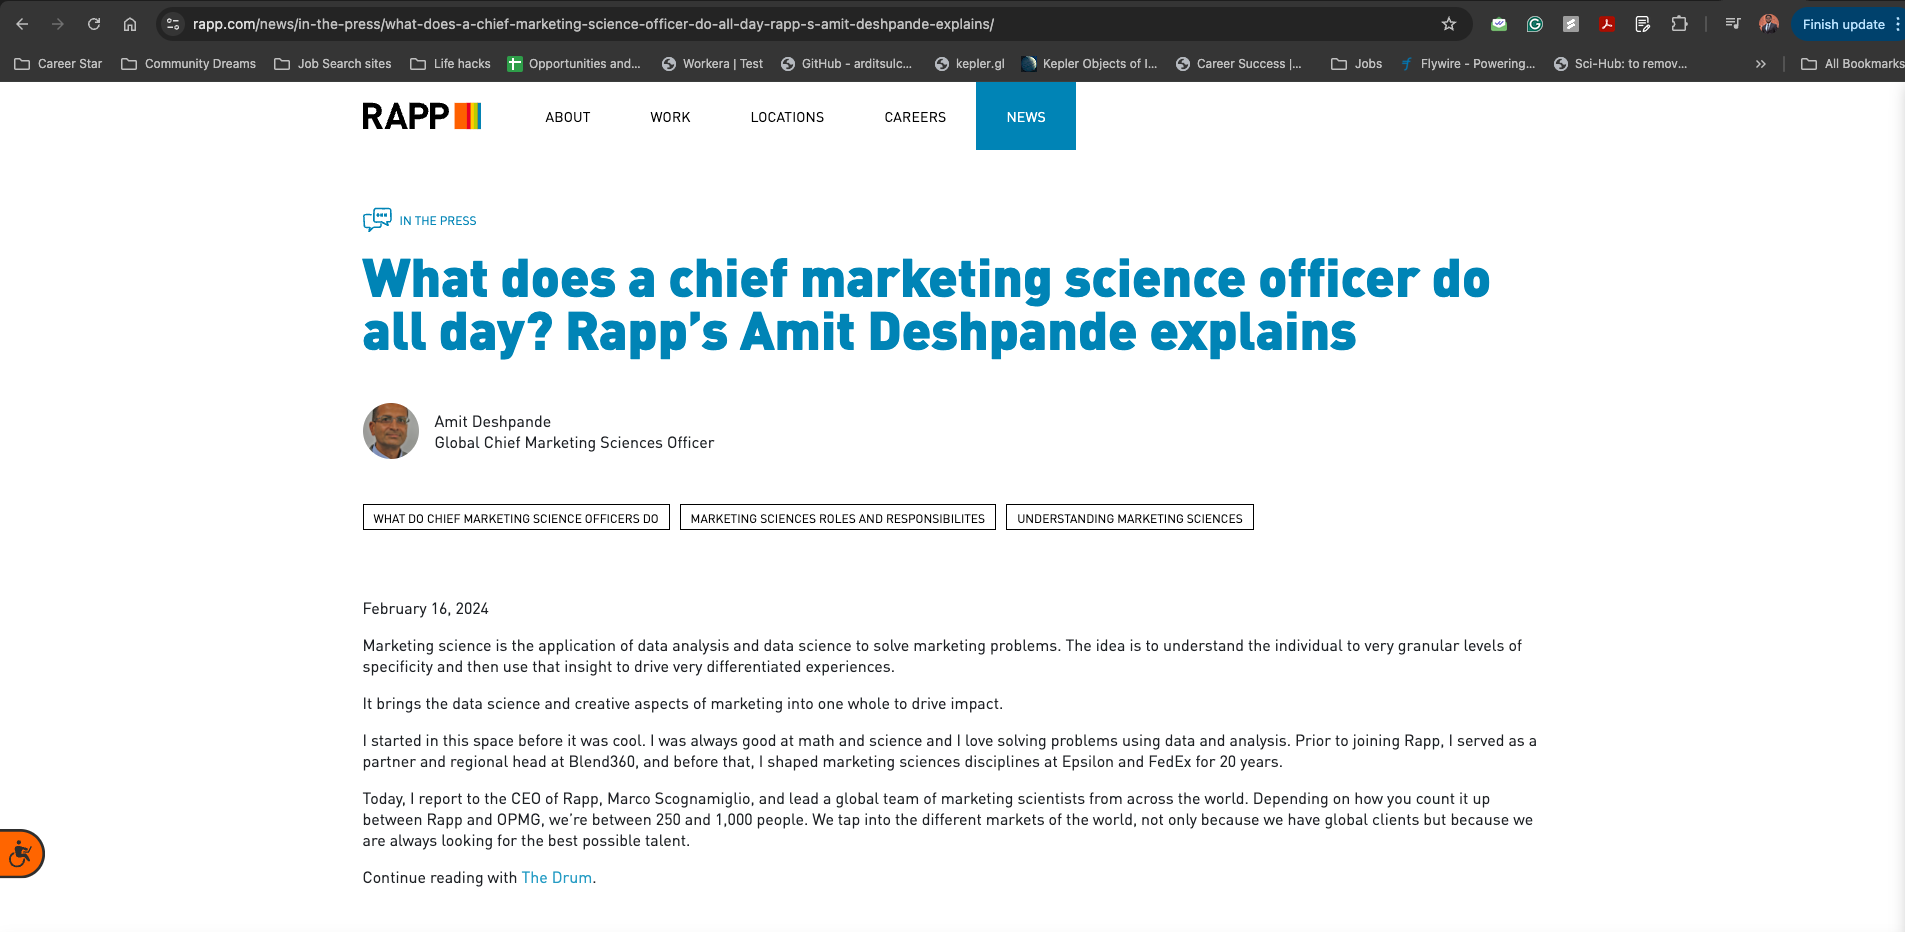 rapp.com/news/in-the-press/what-does-a-chief-marketing-science-officer-do-all-day-rapp-s-amit-deshpande-explains/
Finish update
Career Star
Community Dreams
Job Search sites
Life hacks
Opportunities and...
Workera | Test
GitHub - arditsulc...
kepler.gl
Kepler Objects of I...
Career Success |...
Jobs
Flywire - Powering...
Sci-Hub: to remov...
All Bookmarks
RAPP
ABOUT
WORK
LOCATIONS
CAREERS
NEWS
IN THE PRESS
What does a chief marketing science officer do
all day? Rapp’s Amit Deshpande explains
Amit Deshpande
Global Chief Marketing Sciences Officer
WHAT DO CHIEF MARKETING SCIENCE OFFICERS DO
MARKETING SCIENCES ROLES AND RESPONSIBILITES
UNDERSTANDING MARKETING SCIENCES
February 16, 2024
Marketing science is the application of data analysis and data science to solve marketing problems. The idea is to understand the individual to very granular levels of
specificity and then use that insight to drive very differentiated experiences.
It brings the data science and creative aspects of marketing into one whole to drive impact.
I started in this space before it was cool. I was always good at math and science and I love solving problems using data and analysis. Prior to joining Rapp, I served as a
partner and regional head at Blend360, and before that, I shaped marketing sciences disciplines at Epsilon and FedEx for 20 years.
Today, I report to the CEO of Rapp, Marco Scognamiglio, and lead a global team of marketing scientists from across the world. Depending on how you count it up
between Rapp and OPMG, we’re between 250 and 1,000 people. We tap into the different markets of the world, not only because we have global clients but because we
are always looking for the best possible talent.
Continue reading with The Drum.